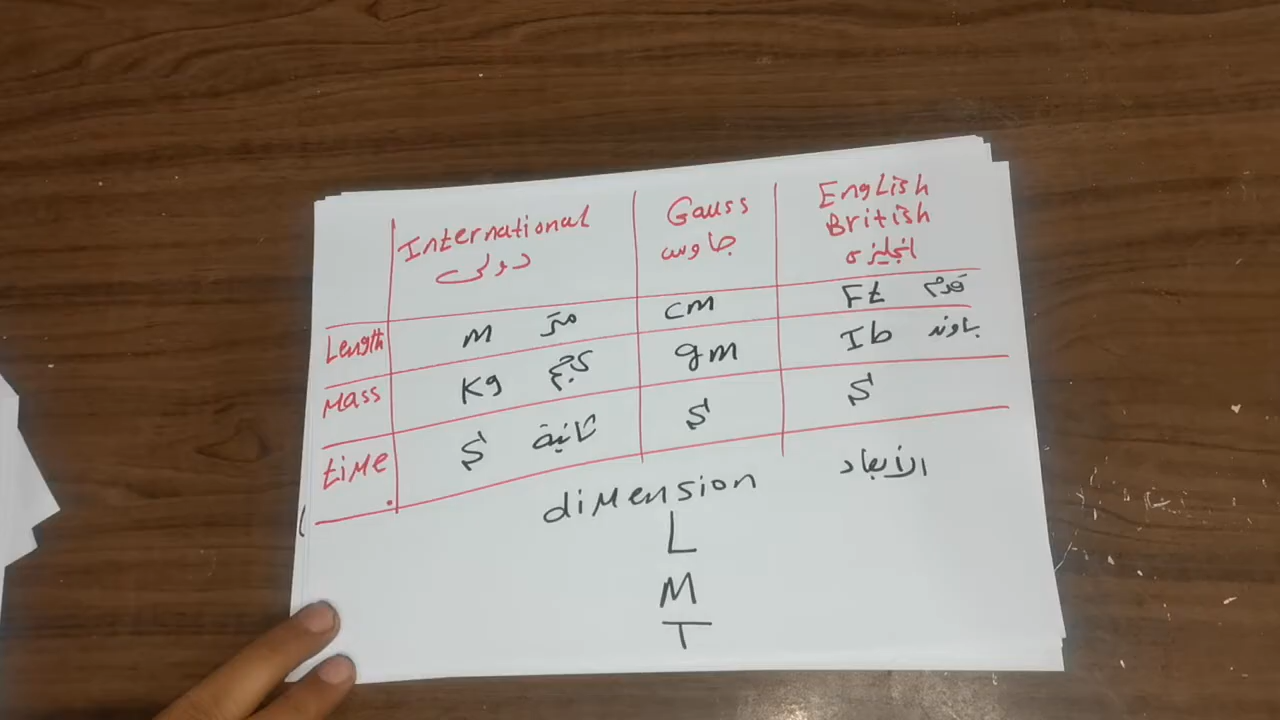 International
دولى
Gauss
جاوس
English
British
انجليزى
Length
m متر
cm
Ft قدم
Mass
Kg كجم
gm
Ib باوند
time
S ثانية
S
S
dimension الأبعاد
L
M
T